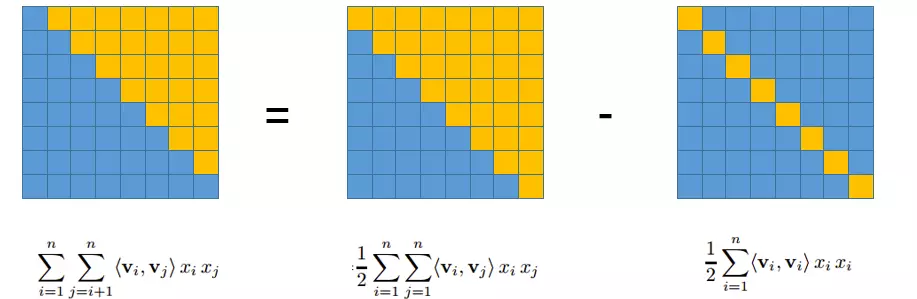 =
-
\sum_{i=1}^{n} \sum_{j=i+1}^{n} \langle \mathbf{v}_i, \mathbf{v}_j \rangle x_i x_j
\frac{1}{2} \sum_{i=1}^{n} \sum_{j=1}^{n} \langle \mathbf{v}_i, \mathbf{v}_j \rangle x_i x_j
\frac{1}{2} \sum_{i=1}^{n} \langle \mathbf{v}_i, \mathbf{v}_i \rangle x_i x_i